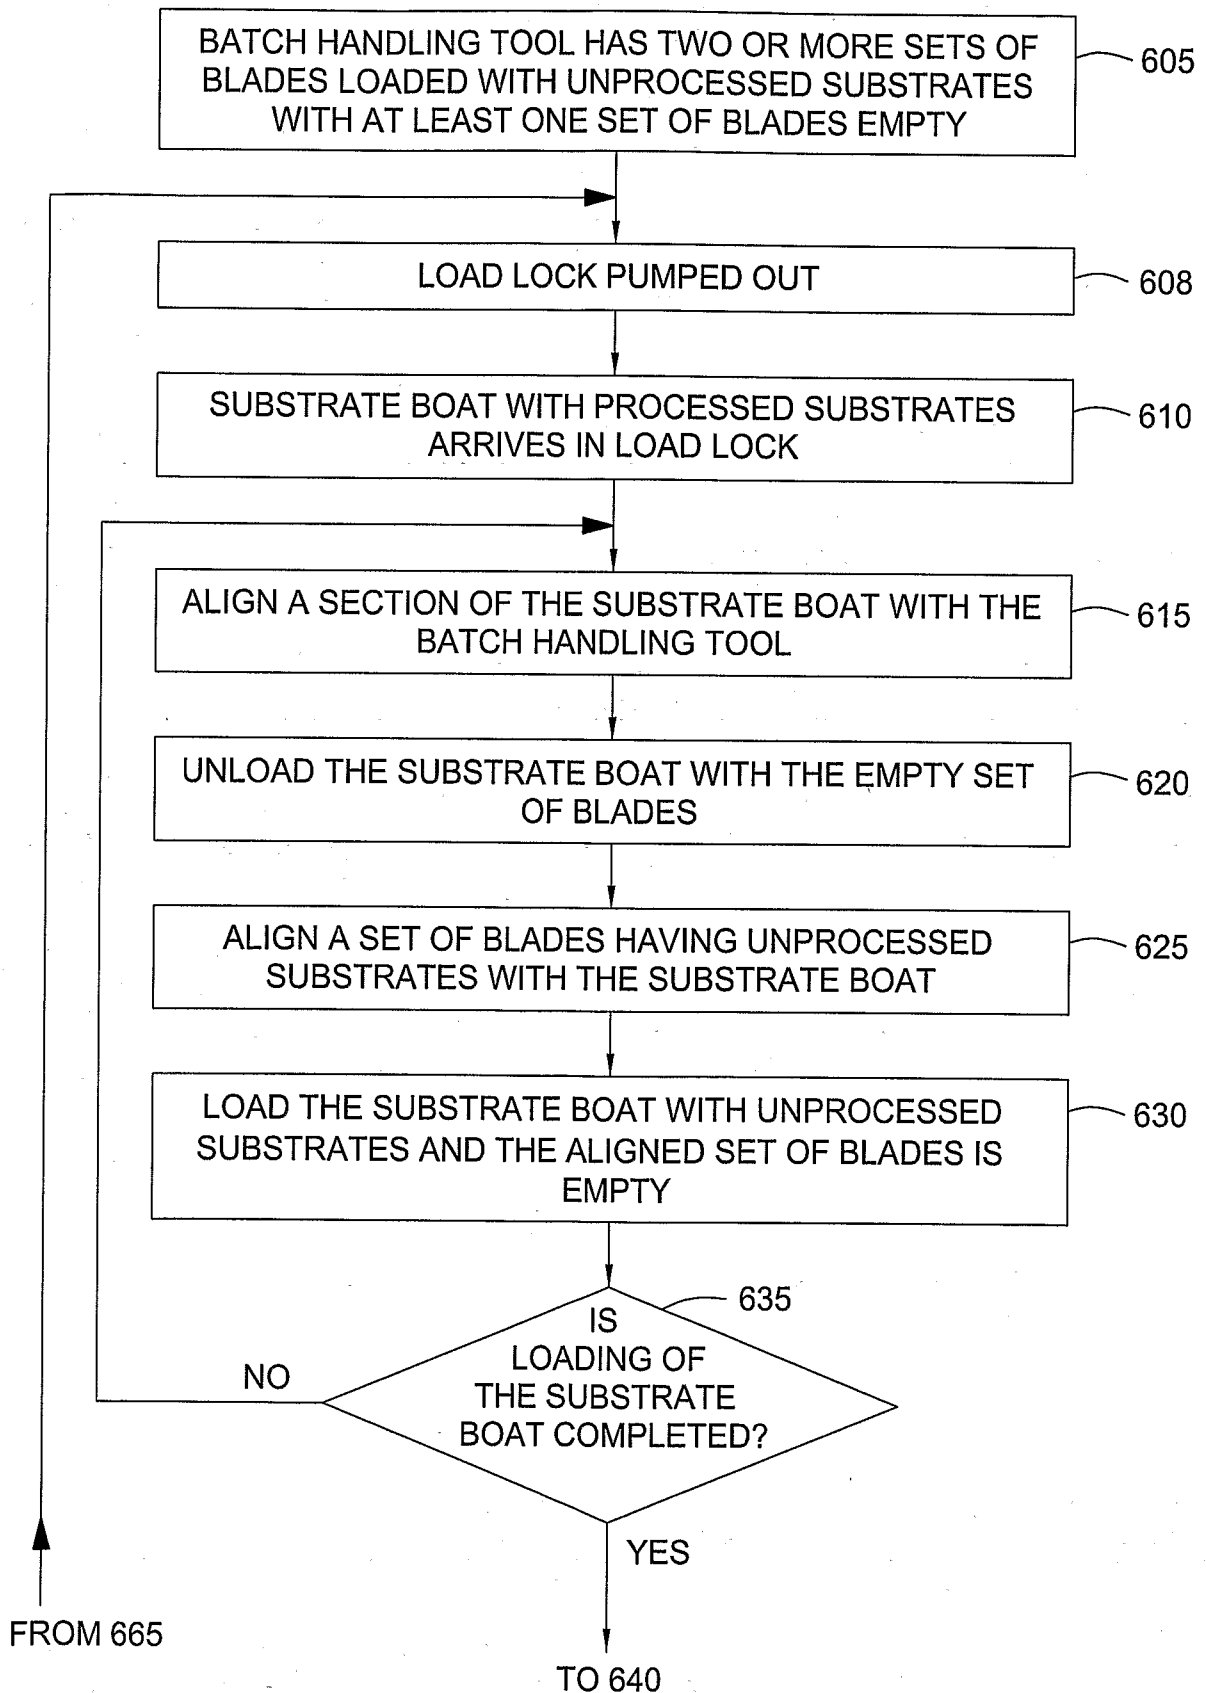 BATCH HANDLING TOOL HAS TWO OR MORE SETS OF
BLADES LOADED WITH UNPROCESSED SUBSTRATES
WITH AT LEAST ONE SET OF BLADES EMPTY
605
LOAD LOCK PUMPED OUT
608
SUBSTRATE BOAT WITH PROCESSED SUBSTRATES
ARRIVES IN LOAD LOCK
610
ALIGN A SECTION OF THE SUBSTRATE BOAT WITH THE
BATCH HANDLING TOOL
615
UNLOAD THE SUBSTRATE BOAT WITH THE EMPTY SET
OF BLADES
620
ALIGN A SET OF BLADES HAVING UNPROCESSED
SUBSTRATES WITH THE SUBSTRATE BOAT
625
LOAD THE SUBSTRATE BOAT WITH UNPROCESSED
SUBSTRATES AND THE ALIGNED SET OF BLADES IS
EMPTY
630
635
IS
LOADING OF
THE SUBSTRATE
BOAT COMPLETED?
NO
YES
FROM 665
TO 640